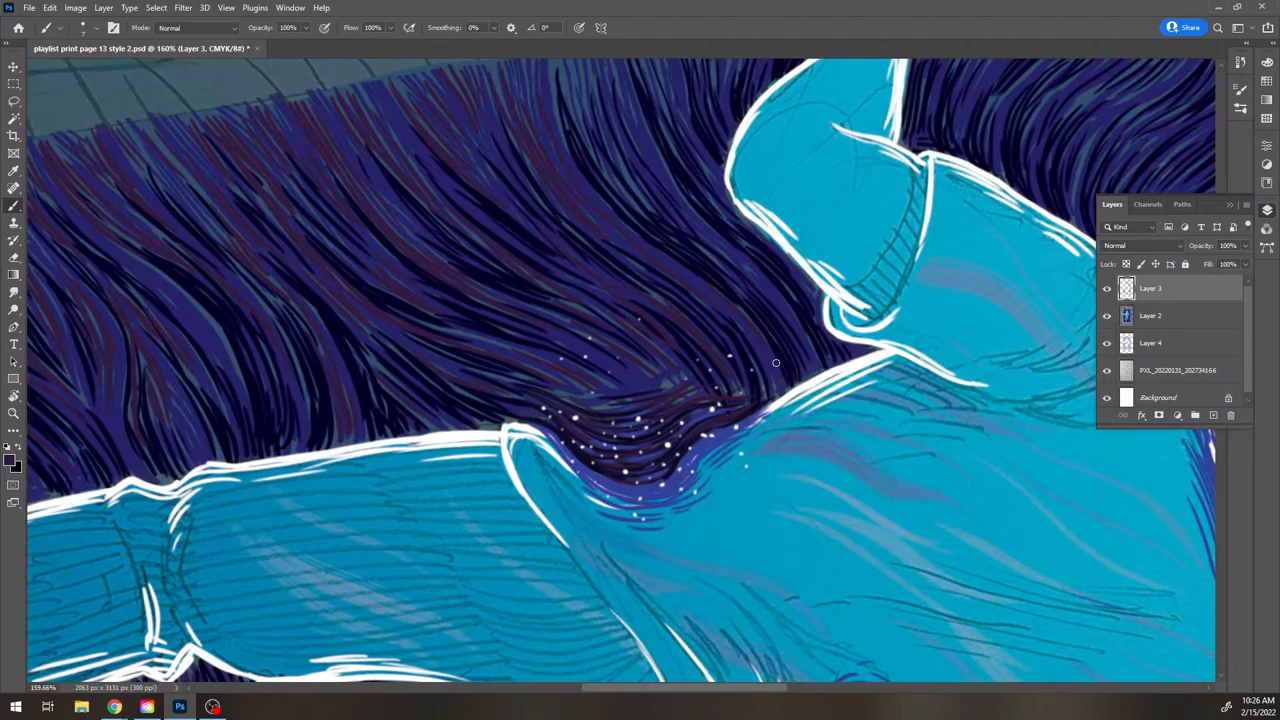 File Edit Image Layer Type Select Filter 3D View Plugins Window Help
7 Mode: Normal Opacity: 100% Flow: 100% Smoothing: 0% 0° Share
playlist print page 13 style 2.psd @ 160% (Layer 3, CMYK/8#) *
Layers Channels Paths
Kind
Normal Opacity: 100%
Lock: Fill: 100%
Layer 3
Layer 2
Layer 4
PXL_20220131_202734166
Background
159.66% 2063 px x 3131 px (300 ppi)
10:26 AM
2/15/2022